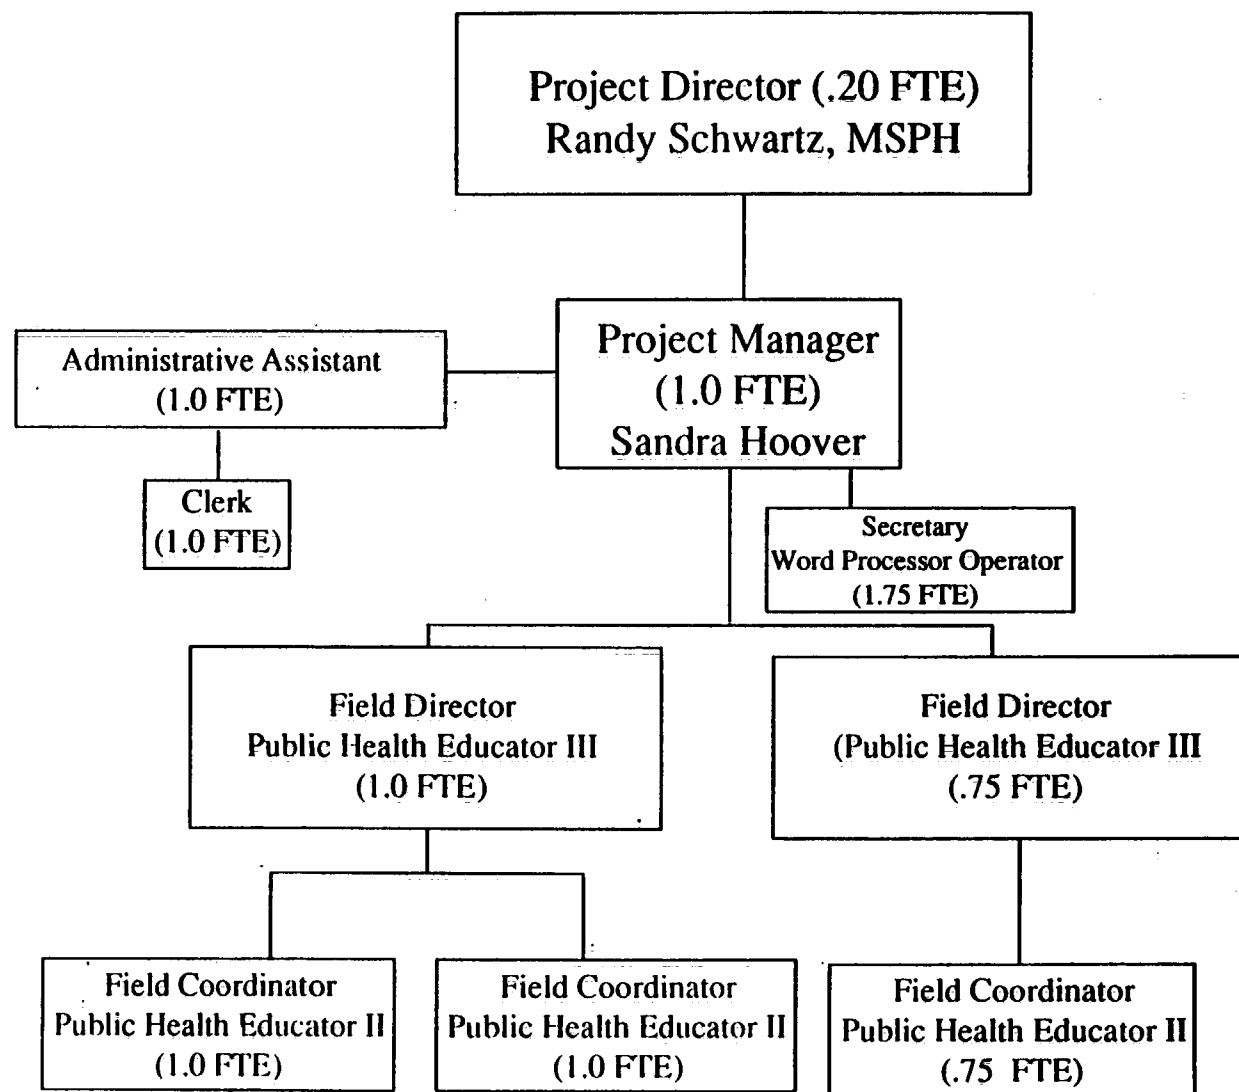 Project Director (.20 FTE)
Randy Schwartz, MSPH
Project Manager
(1.0 FTE)
Sandra Hoover
Administrative Assistant
(1.0 FTE)
Clerk
(1.0 FTE)
Secretary
Word Processor Operator
(1.75 FTE)
Field Director
Public Health Educator III
(1.0 FTE)
Field Director
(Public Health Educator III
(.75 FTE)
Field Coordinator
Public Health Educator II
(1.0 FTE)
Field Coordinator
Public Health Educator II
(1.0 FTE)
Field Coordinator
Public Health Educator II
(.75 FTE)